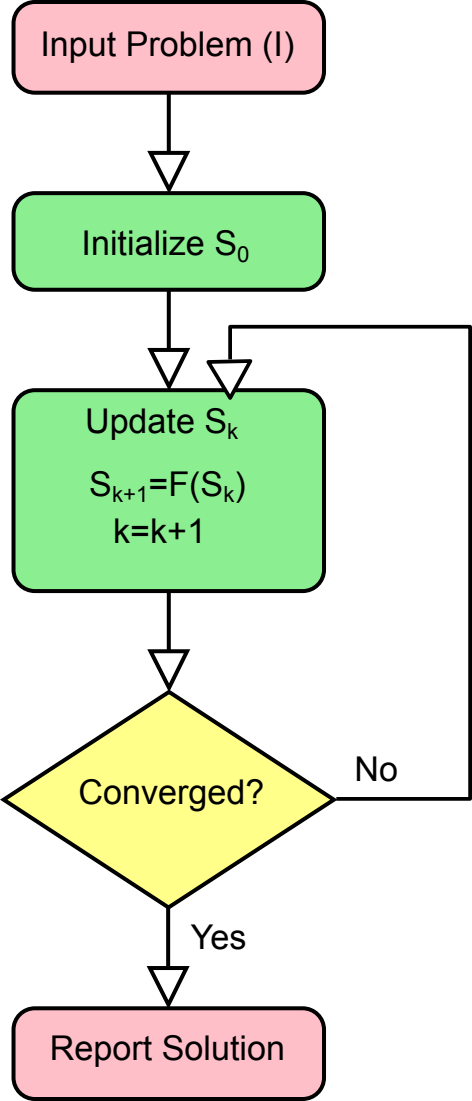 Input Problem (I)
Initialize S₀
Update Sₖ
Sₖ₊₁=F(Sₖ)
k=k+1
Converged?
No
Yes
Report Solution